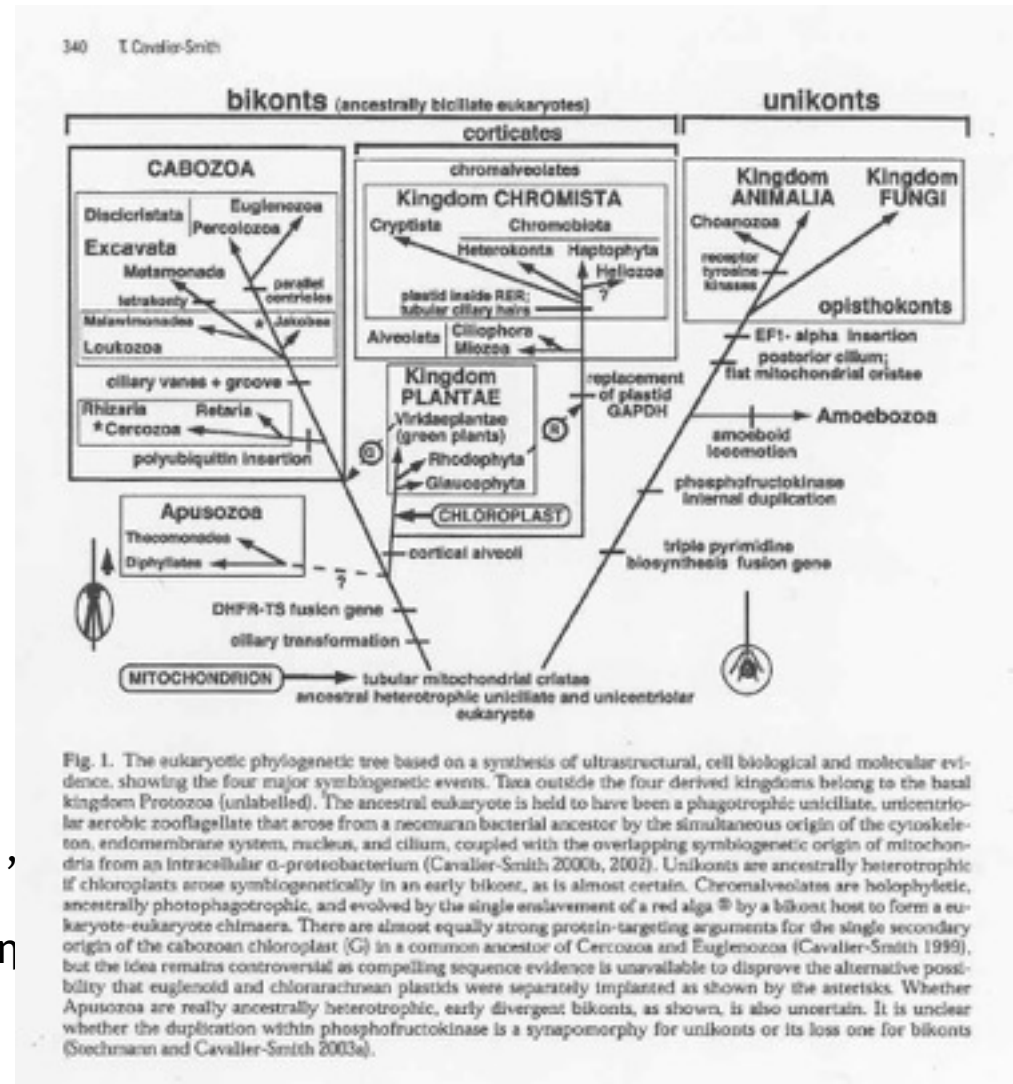 340 T. Cavalier-Smith
bikonts (ancestrally biciliate eukaryotes)
unikonts
corticates
CABOZOA
chromalveolates
Kingdom CHROMISTA
Kingdom
ANIMALIA
Kingdom
FUNGI
Discicristata
Euglenozoa
Percolozoa
Cryptista
Chromobiota
Choanozoa
Excavata
Heterokonta Haptophyta
Metamonada
Heliozoa
?
receptor
tyrosine
kinases
parallel
centrioles
tetrakonty
plastid inside RER;
tubular ciliary hairs
opisthokonts
Malawimonadea
* Jakobea
Loukozoa
Alveolata
Ciliophora
Miozoa
EF1- alpha insertion
posterior cilium;
flat mitochondrial cristae
ciliary vanes + groove
Kingdom
PLANTAE
replacement
of plastid
GAPDH
Rhizaria
Retaria
* Cercozoa
Viridaeplantae
(green plants)
Amoebozoa
amoeboid
locomotion
G
R
polyubiquitin insertion
Rhodophyta
Glaucophyta
phosphofructokinase
internal duplication
Apusozoa
CHLOROPLAST
Thecomonadea
Diphyllatea
?
cortical alveoli
triple pyrimidine
biosynthesis fusion gene
DHFR-TS fusion gene
ciliary transformation
MITOCHONDRION
tubular mitochondrial cristae
ancestral heterotrophic uniciliate and unicentriolar
eukaryote
Fig. 1. The eukaryotic phylogenetic tree based on a synthesis of ultrastructural, cell biological and molecular evi-
dence, showing the four major symbiogenetic events. Taxa outside the four derived kingdoms belong to the basal
kingdom Protozoa (unlabelled). The ancestral eukaryote is held to have been a phagotrophic uniciliate, unicentrio-
lar aerobic zooflagellate that arose from a neomuran bacterial ancestor by the simultaneous origin of the cytoskele-
ton, endomembrane system, nucleus, and cilium, coupled with the overlapping symbiogenetic origin of mitochon-
dria from an intracellular α-proteobacterium (Cavalier-Smith 2000b, 2002). Unikonts are ancestrally heterotrophic
if chloroplasts arose symbiogenetically in an early bikont, as is almost certain. Chromalveolates are holophyletic,
ancestrally photophagotrophic, and evolved by the single enslavement of a red alga ® by a bikont host to form a eu-
karyote-eukaryote chimaera. There are almost equally strong protein-targeting arguments for the single secondary
origin of the cabozoan chloroplast (G) in a common ancestor of Cercozoa and Euglenozoa (Cavalier-Smith 1999),
but the idea remains controversial as compelling sequence evidence is unavailable to disprove the alternative possi-
bility that euglenoid and chlorarachnean plastids were separately implanted as shown by the asterisks. Whether
Apusozoa are really ancestrally heterotrophic, early divergent bikonts, as shown, is also uncertain. It is unclear
whether the duplication within phosphofructokinase is a synapomorphy for unikonts or its loss one for bikonts
(Stechmann and Cavalier-Smith 2003a).